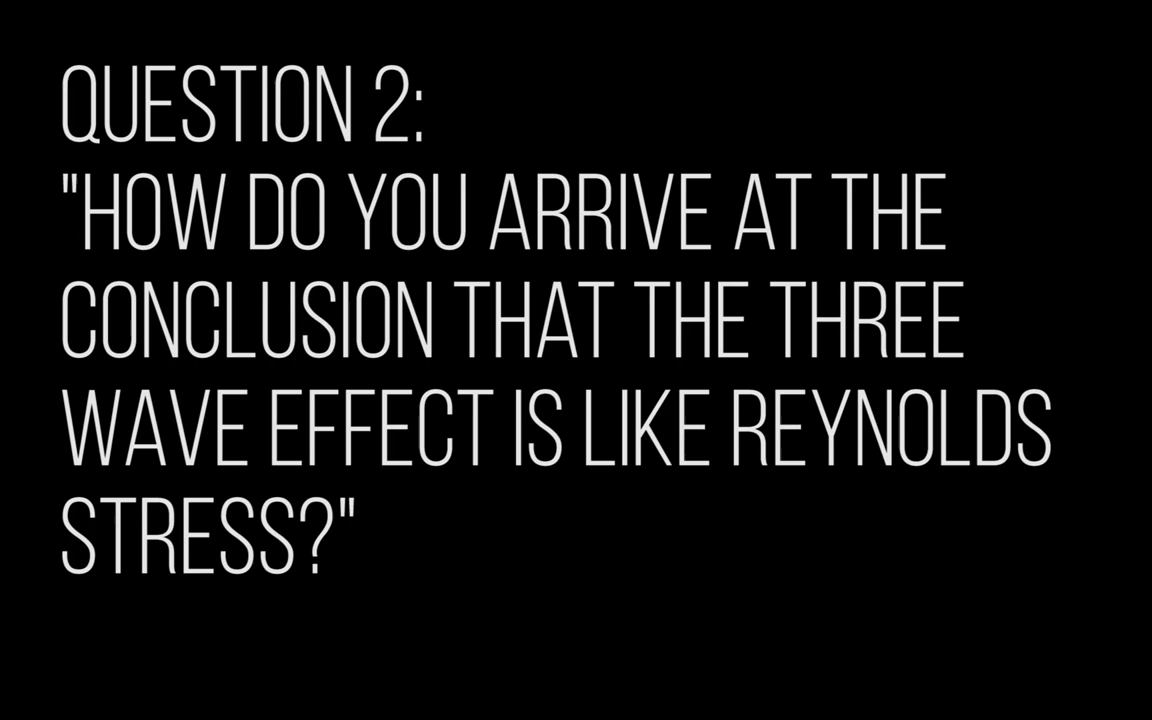 QUESTION 2:
"HOW DO YOU ARRIVE AT THE
CONCLUSION THAT THE THREE
WAVE EFFECT IS LIKE REYNOLDS
STRESS?"